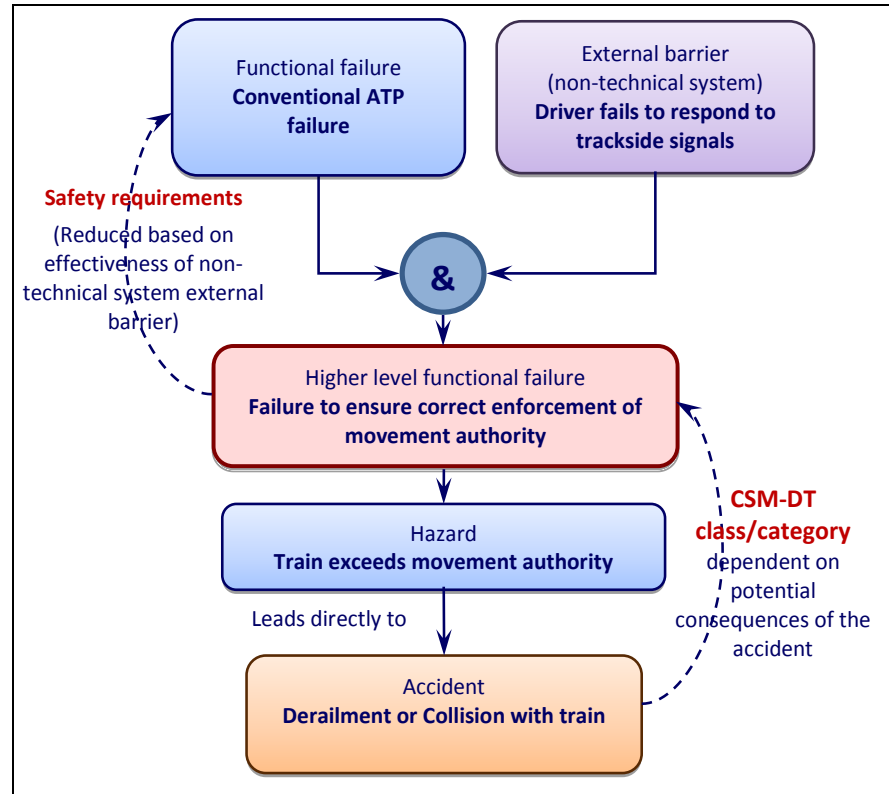 Functional failure
Conventional ATP
failure
External barrier
(non-technical system)
Driver fails to respond to
trackside signals
Safety requirements
(Reduced based on
effectiveness of non-
technical system external
barrier)
&
Higher level functional failure
Failure to ensure correct enforcement of
movement authority
CSM-DT
class/category
dependent on
potential
consequences of the
accident
Hazard
Train exceeds movement authority
Leads directly to
Accident
Derailment or Collision with train